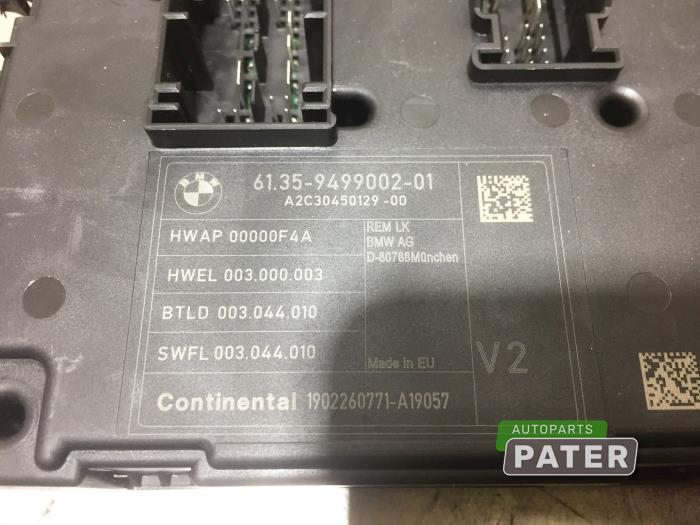 BMW
61.35-9499002-01
A2C30450129 -00
HWAP 00000F4A
REM LK
BMW AG
D-80788München
HWEL 003.000.003
BTLD 003.044.010
SWFL 003.044.010
Made in EU
V2
Continental 1902260771-A19057
AUTOPARTS
PATER